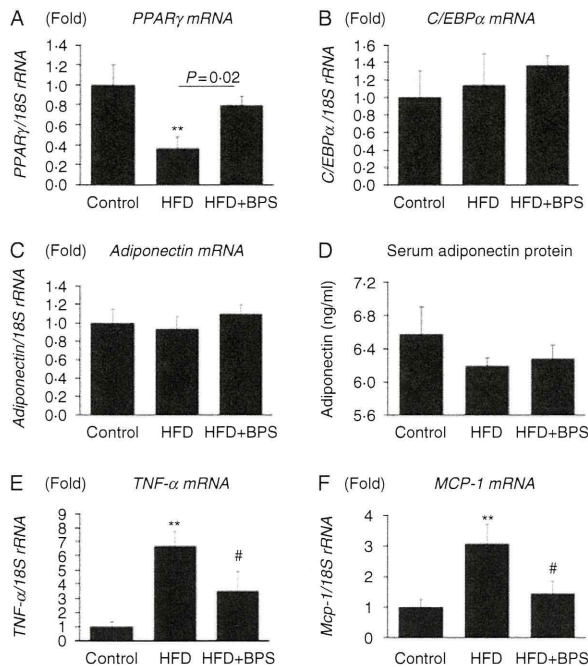 A (Fold) PPARγ mRNA
PPARγ/18S rRNA
1·4
1·2
1·0
0·8
0·6
0·4
0·2
0·0
**
P = 0·02
Control HFD HFD+BPS
B (Fold) C/EBPα mRNA
C/EBPα/18S rRNA
1·6
1·4
1·2
1·0
0·8
0·6
0·4
0·2
0·0
Control HFD HFD+BPS
C (Fold) Adiponectin mRNA
Adiponectin/18S rRNA
1·4
1·2
1·0
0·8
0·6
0·4
0·2
0·0
Control HFD HFD+BPS
D Serum adiponectin protein
Adiponectin (ng/ml)
7·2
6·8
6·4
6·0
5·6
Control HFD HFD+BPS
E (Fold) TNF-α mRNA
TNF-α/18S rRNA
9
8
7
6
5
4
3
2
1
0
**
#
Control HFD HFD+BPS
F (Fold) MCP-1 mRNA
Mcp-1/18S rRNA
4
3
2
1
0
**
#
Control HFD HFD+BPS